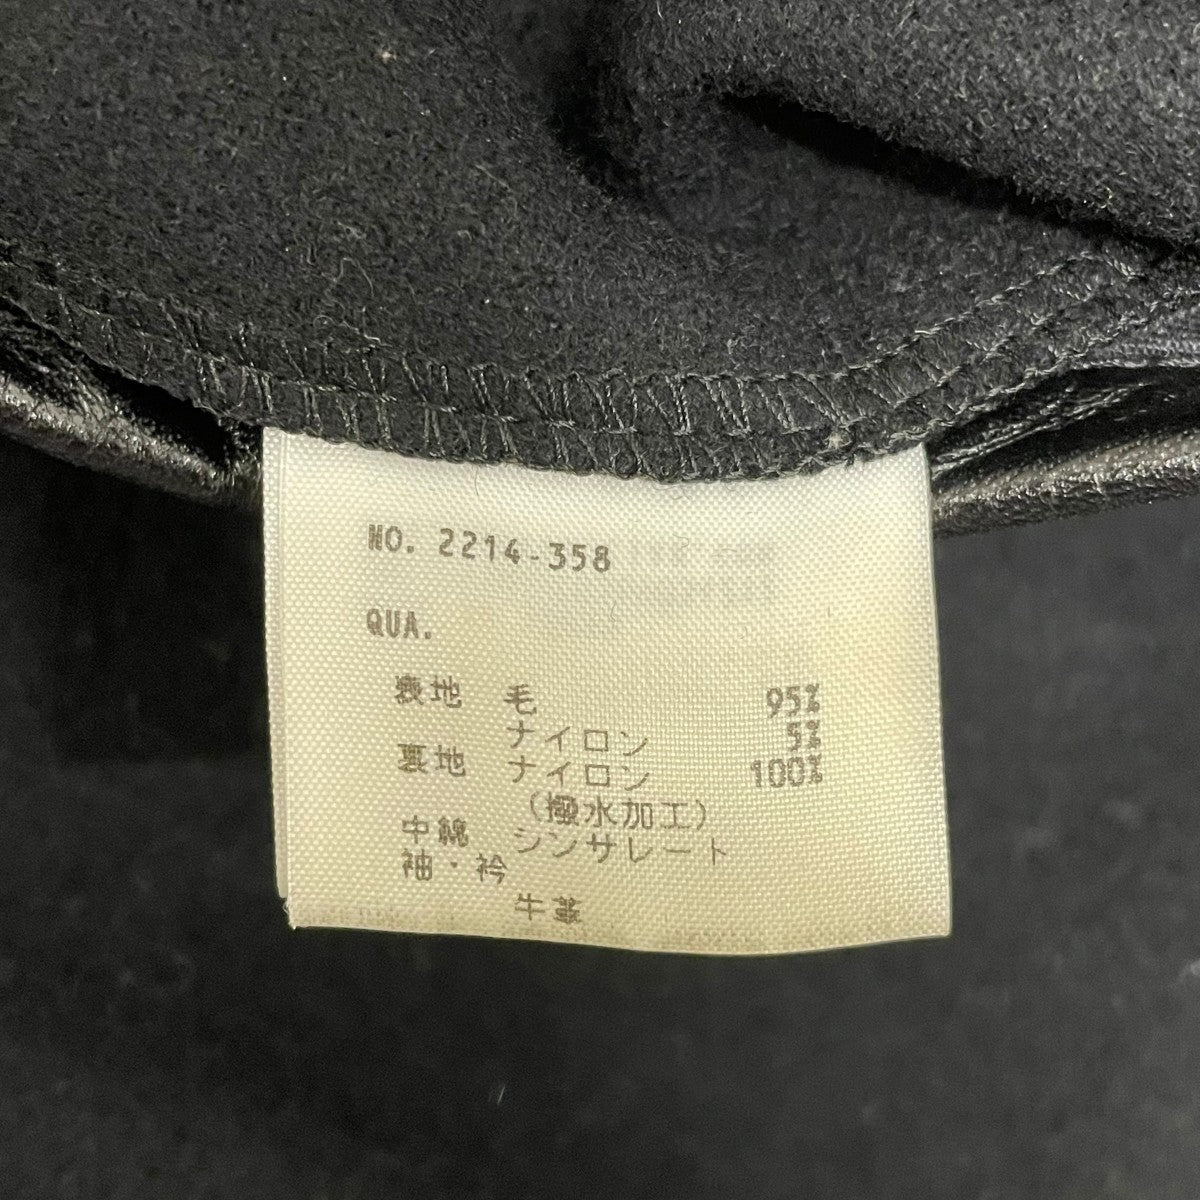 NO. 2214-358
QUA.
表地 毛 95%
ナイロン 5%
裏地 ナイロン 100%
(撥水加工)
中綿 シンサレート
袖・衿
牛革